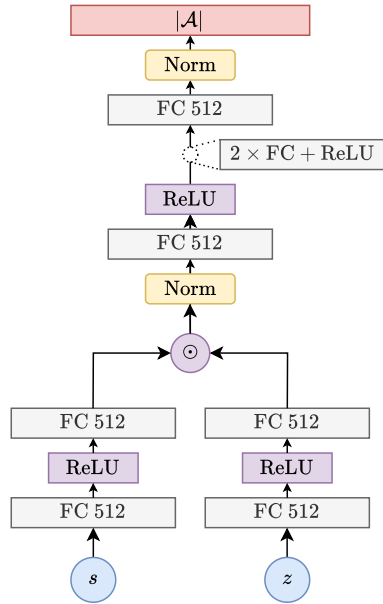 |𝒜|
Norm
FC 512
2 × FC + ReLU
ReLU
FC 512
Norm
⊙
FC 512 FC 512
ReLU ReLU
FC 512 FC 512
s z